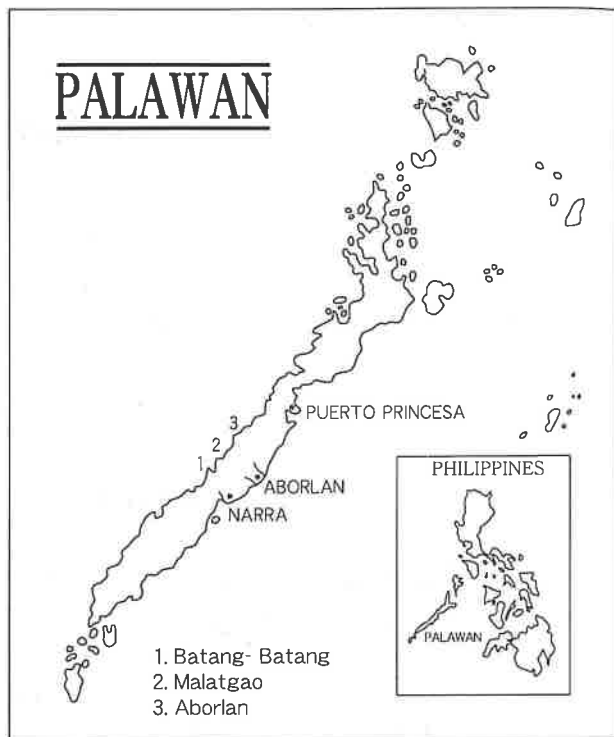 PALAWAN
3
2
1
PUERTO PRINCESA
ABORLAN
NARRA
PHILIPPINES
PALAWAN
1. Batang- Batang
2. Malatgao
3. Aborlan